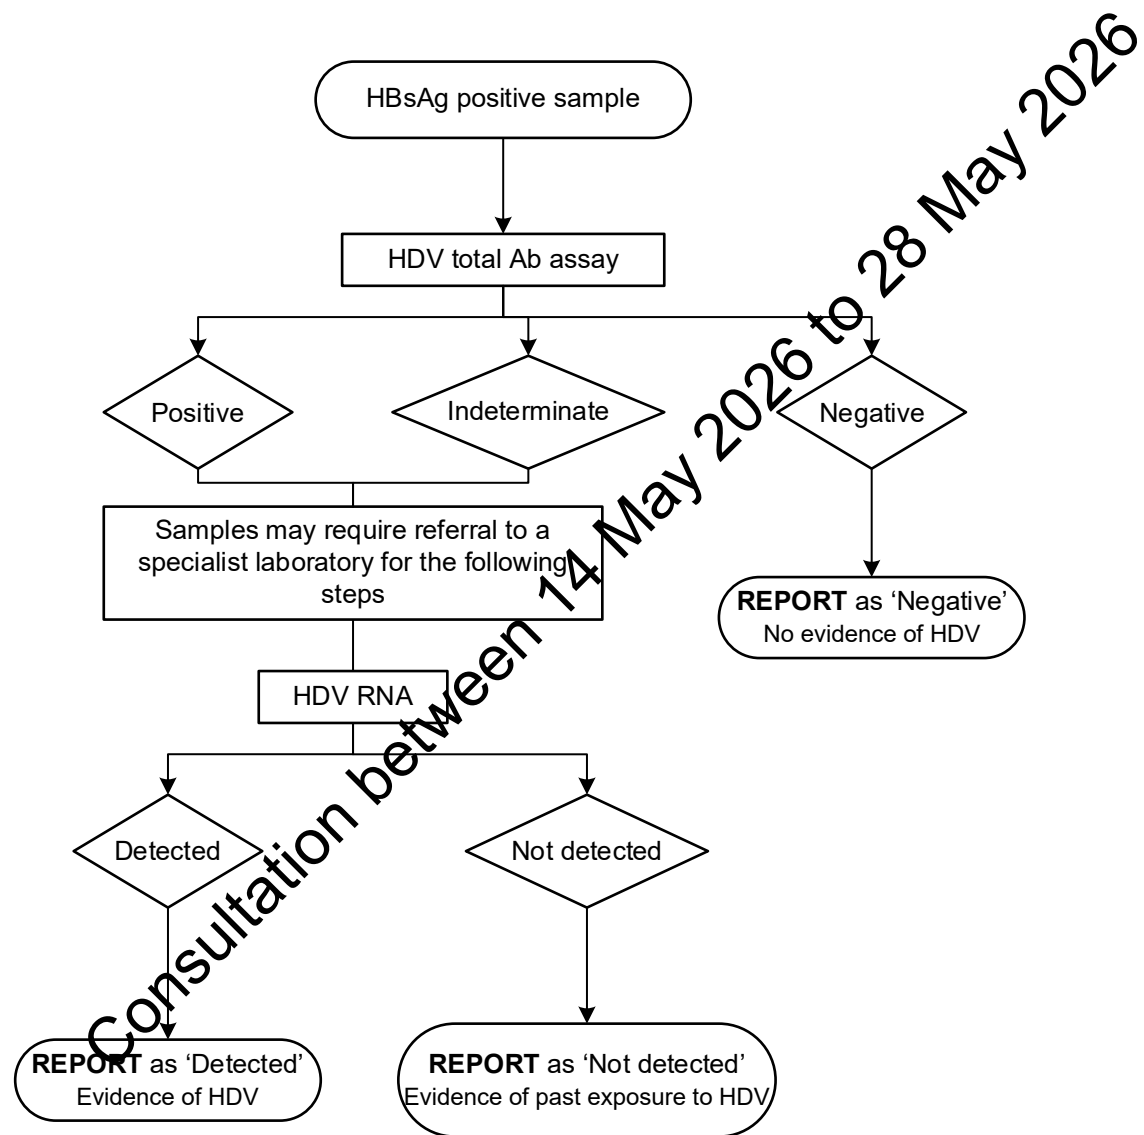 HBsAg positive sample
HDV total Ab assay
Positive
Indeterminate
Negative
Samples may require referral to a
specialist laboratory for the following
steps
REPORT as ‘Negative’
No evidence of HDV
HDV RNA
Detected
Not detected
REPORT as ‘Detected’
Evidence of HDV
REPORT as ‘Not detected’
Evidence of past exposure to HDV
Consultation between 14 May 2026 to 28 May 2026